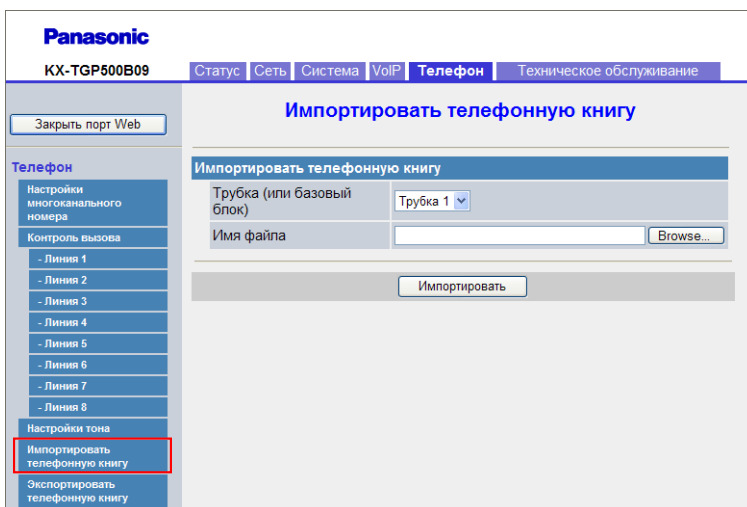 Panasonic
KX-TGP500B09
Статус Сеть Система VoIP Телефон Техническое обслуживание
Закрыть порт Web
Телефон
Настройки
многоканального
номера
Контроль вызова
- Линия 1
- Линия 2
- Линия 3
- Линия 4
- Линия 5
- Линия 6
- Линия 7
- Линия 8
Настройки тона
Импортировать
телефонную книгу
Экспортировать
телефонную книгу
Импортировать телефонную книгу
Импортировать телефонную книгу
Трубка (или базовый
блок)
Трубка 1
Имя файла
Browse...
Импортировать